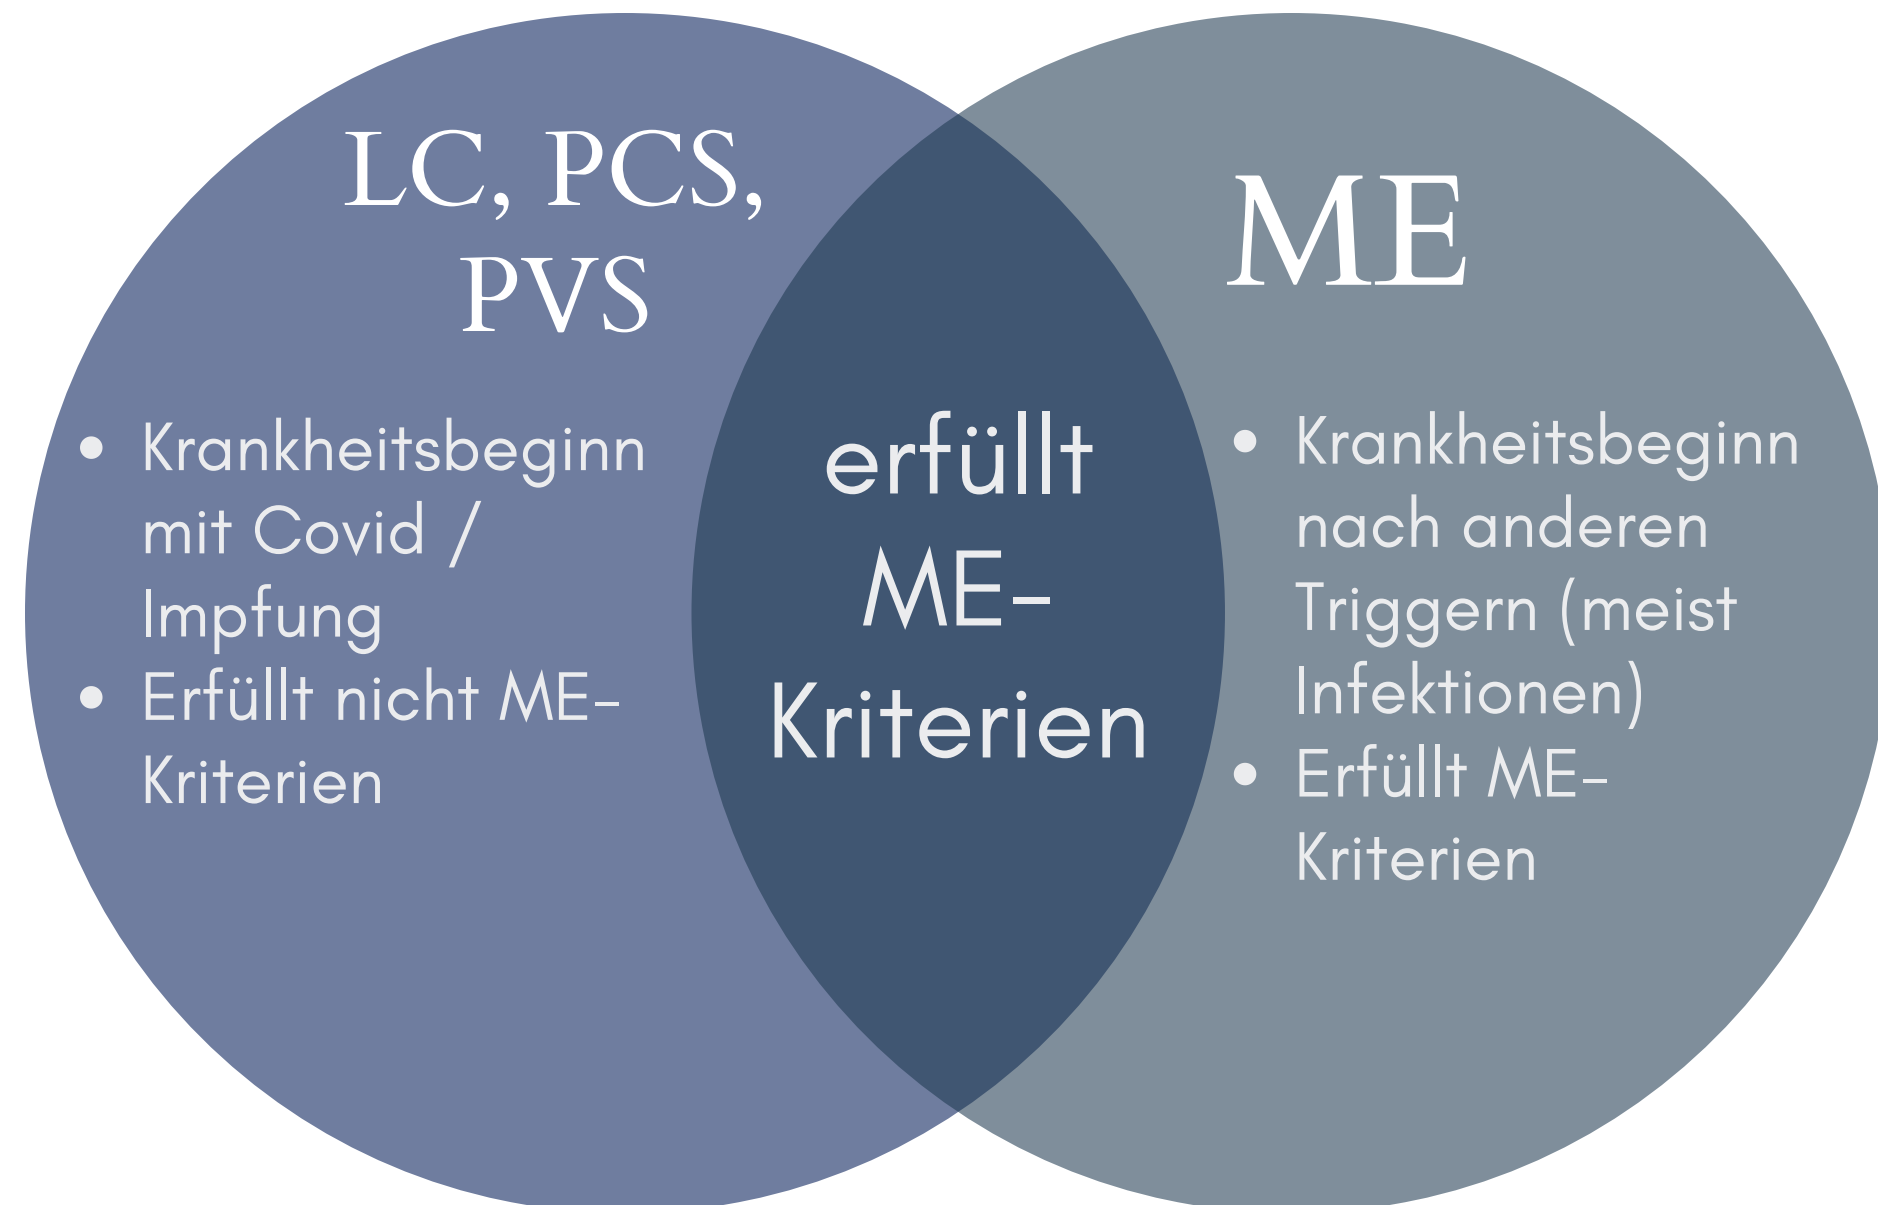 LC, PCS,
PVS
• Krankheitsbeginn
mit Covid /
Impfung
• Erfüllt nicht ME-
Kriterien
erfüllt
ME-
Kriterien
ME
• Krankheitsbeginn
nach anderen
Triggern (meist
Infektionen)
• Erfüllt ME-
Kriterien